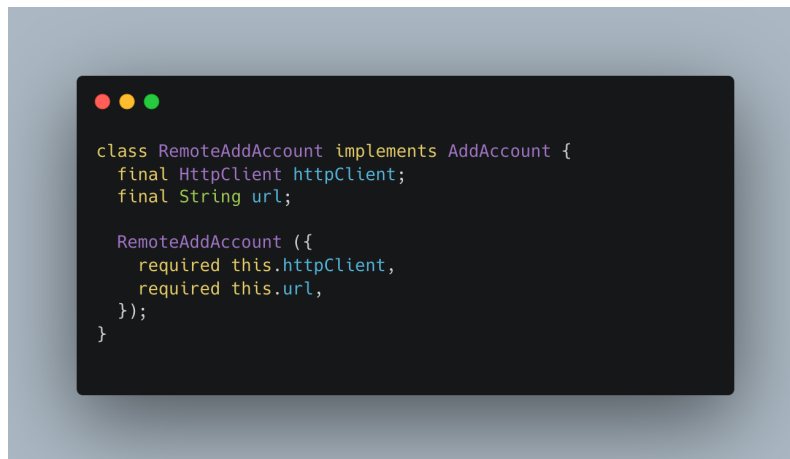 class RemoteAddAccount implements AddAccount {
  final HttpClient httpClient;
  final String url;

  RemoteAddAccount ({
    required this.httpClient,
    required this.url,
  });
}